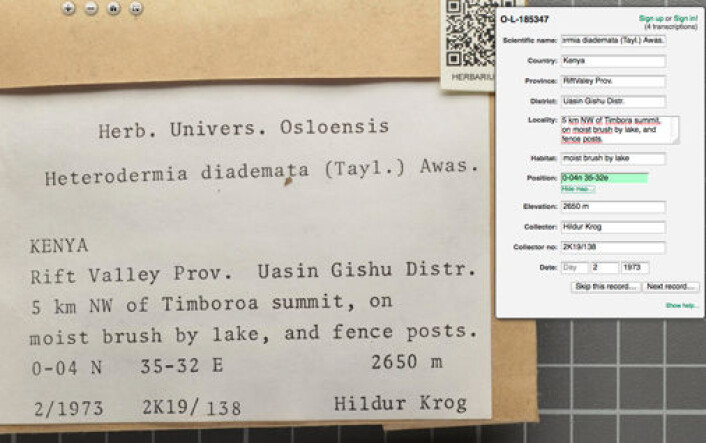 HERBARIU
Herb. Univers. Osloensis
Heterodermia diademata (Tayl.) Awas.
KENYA
Rift Valley Prov. Uasin Gishu Distr.
5 km NW of Timboroa summit, on
moist brush by lake, and fence posts.
0-04 N 35-32 E 2650 m
2/1973 2K19/138 Hildur Krog
O-L-185347
Sign up or Sign in!
(4 transcriptions)
Scientific name: rmia diademata (Tayl.) Awas.
Country: Kenya
Province: RiftValey Prov.
District: Uasin Gishu Distr.
Locality: 5 km NW of Timbora summit,
on moist brush by lake, and
fence posts.
Habitat: moist brush by lake
Position: 0-04n 35-32e
Hide map...
Elevation: 2650 m
Collector: Hildur Krog
Collector no: 2K19/138
Date: Day 2 1973
Skip this record... Next record...
Show help...